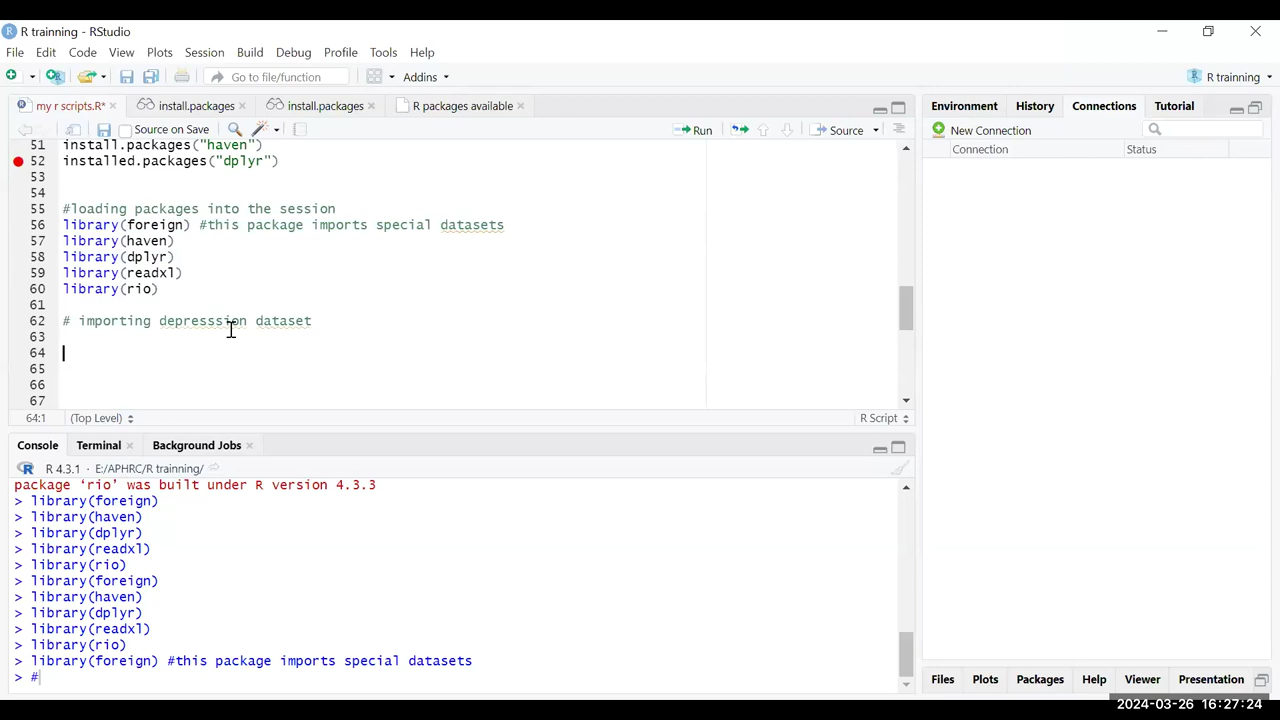 R trainning - RStudio
File Edit Code View Plots Session Build Debug Profile Tools Help
Go to file/function Addins R trainning
my r scripts.R* install.packages install.packages R packages available
Source on Save Run Source
51 install.packages("haven")
52 installed.packages("dplyr")
53
54
55 #loading packages into the session
56 library(foreign) #this package imports special datasets
57 library(haven)
58 library(dplyr)
59 library(readxl)
60 library(rio)
61
62 # importing depresssion dataset
63
64
65
66
67
64:1 (Top Level) R Script
Console Terminal Background Jobs
R 4.3.1 · E:/APHRC/R trainning/
package ‘rio’ was built under R version 4.3.3
> library(foreign)
> library(haven)
> library(dplyr)
> library(readxl)
> library(rio)
> library(foreign)
> library(haven)
> library(dplyr)
> library(readxl)
> library(rio)
> library(foreign) #this package imports special datasets
> #
Environment History Connections Tutorial
New Connection
Connection Status
Files Plots Packages Help Viewer Presentation
2024-03-26 16:27:24